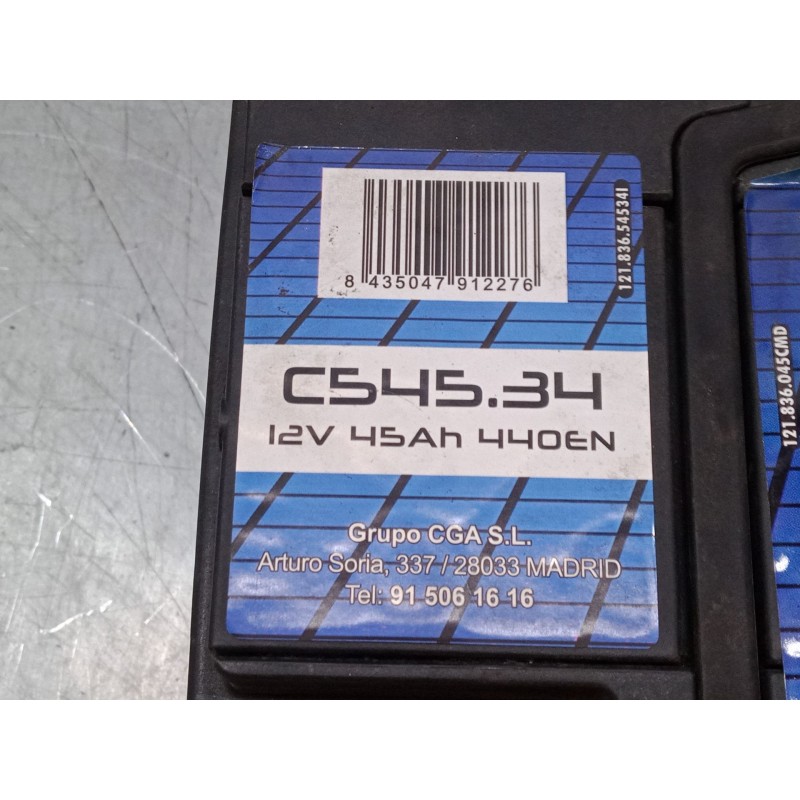 8 435047 912276
121.836.54534I
C545.34
12V 45Ah 440EN
Grupo CGA S.L.
Arturo Soria, 337 / 28033 MADRID
Tel: 91 506 16 16
121.836.045CMD